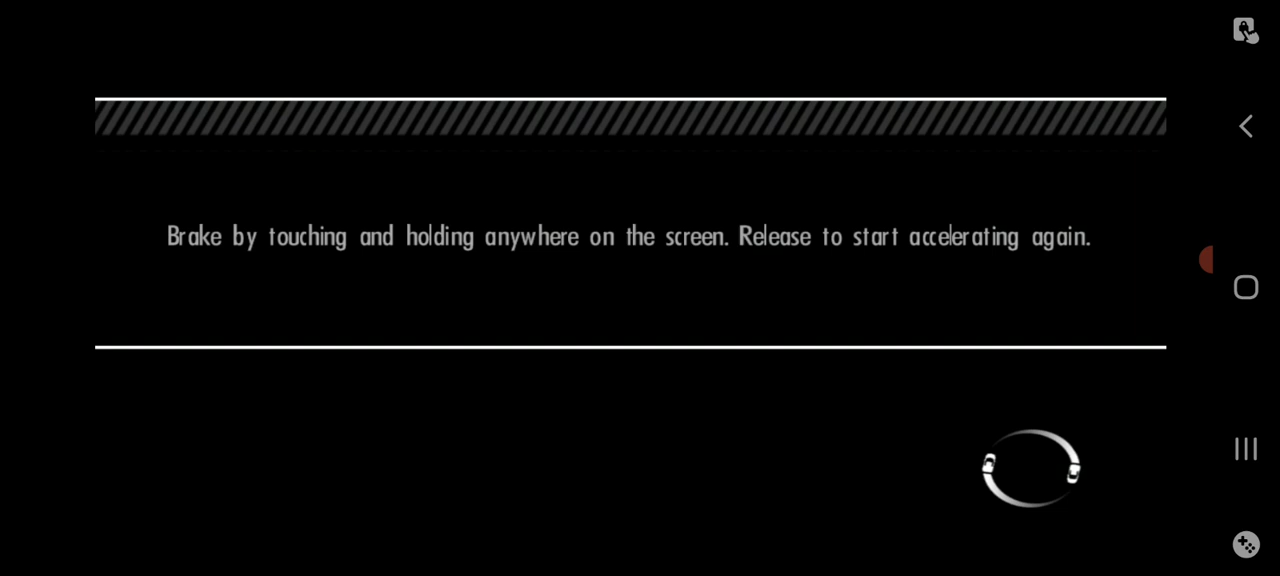 Brake by touching and holding anywhere on the screen. Release to start accelerating again.